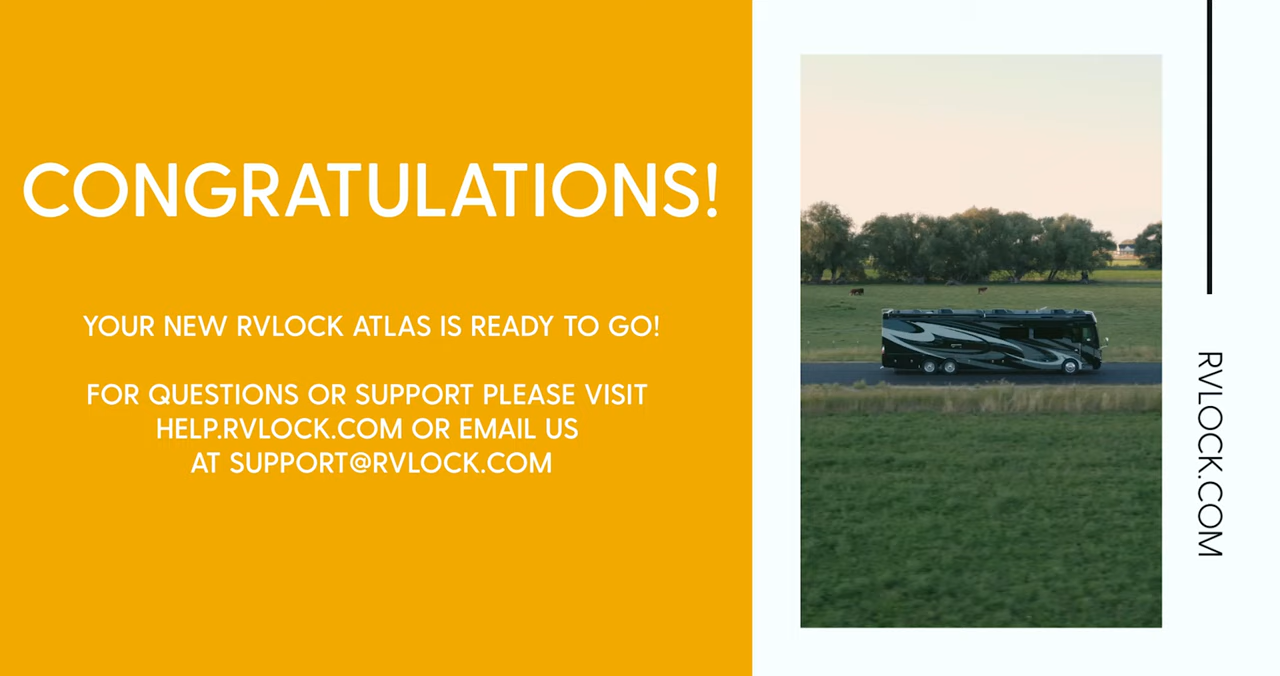 CONGRATULATIONS!
YOUR NEW RVLOCK ATLAS IS READY TO GO!
FOR QUESTIONS OR SUPPORT PLEASE VISIT
HELP.RVLOCK.COM OR EMAIL US
AT SUPPORT@RVLOCK.COM
RVLOCK.COM